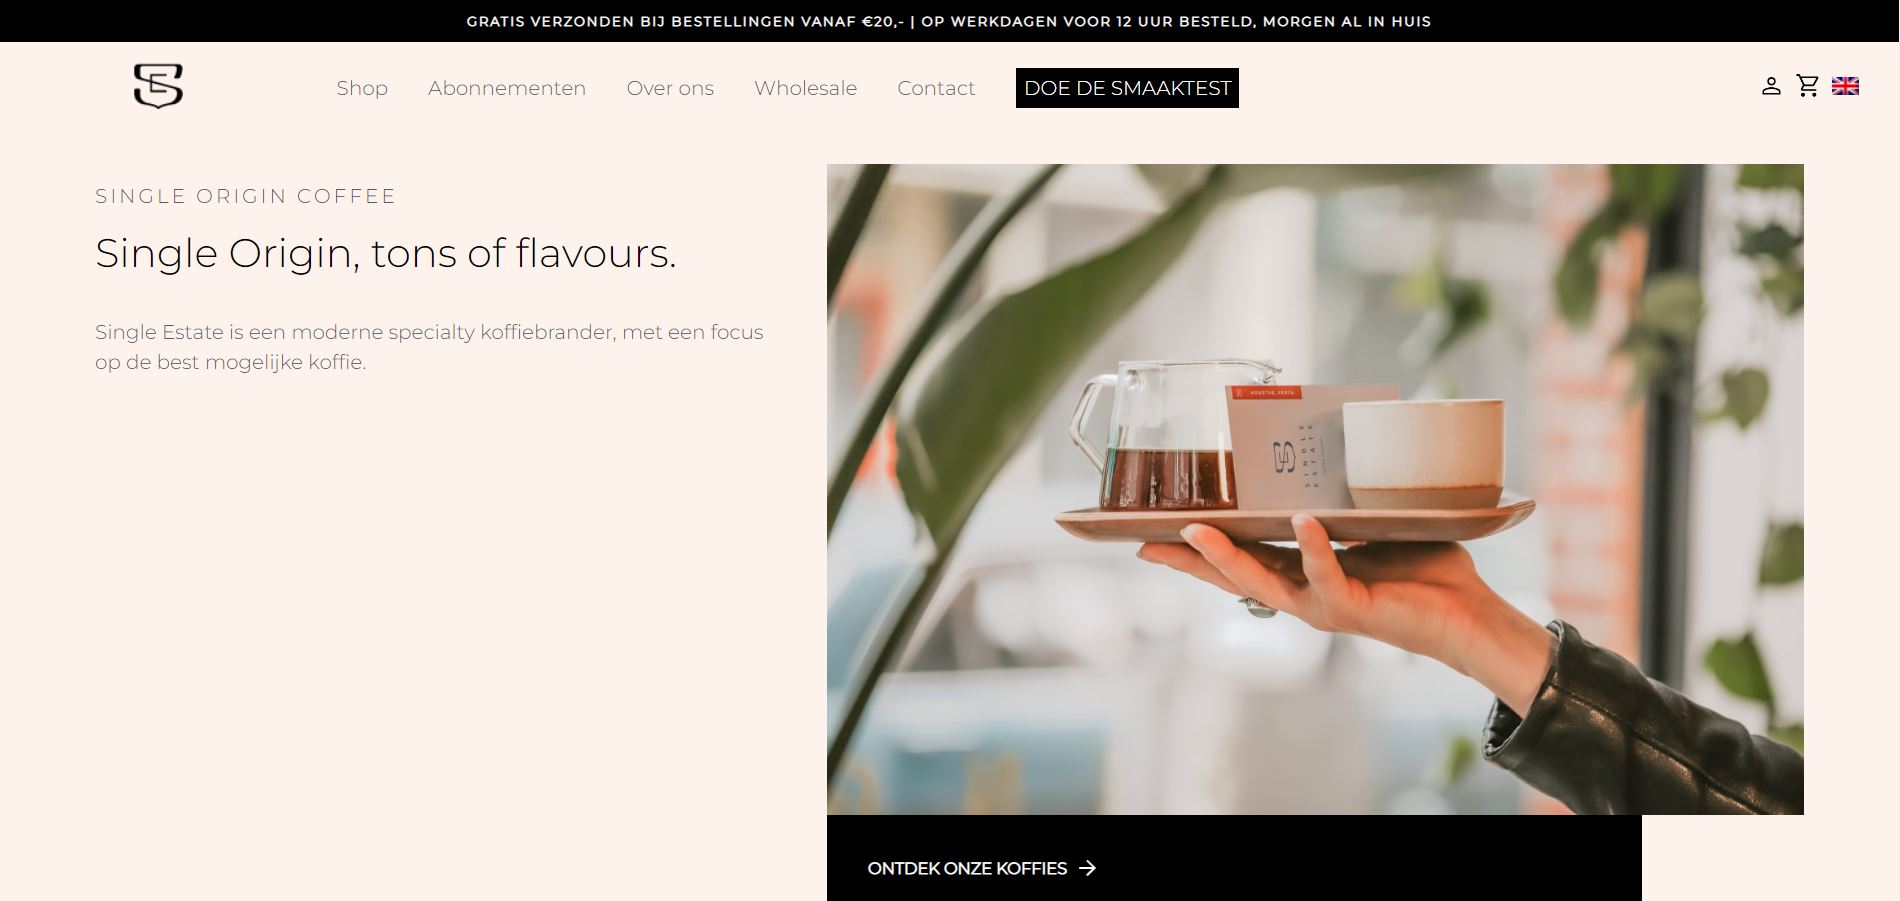 GRATIS VERZONDEN BIJ BESTELLINGEN VANAF €20,- | OP WERKDAGEN VOOR 12 UUR BESTELD, MORGEN AL IN HUIS
Shop Abonnementen Over ons Wholesale Contact DOE DE SMAAKTEST
SINGLE ORIGIN COFFEE
Single Origin, tons of flavours.
Single Estate is een moderne specialty koffiebrander, met een focus
op de best mogelijke koffie.
SINGLE
ESTATE
ONTDEK ONZE KOFFIES